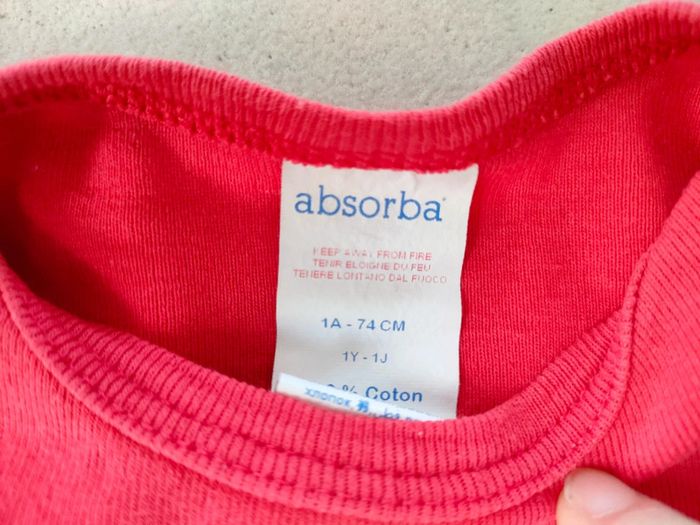 absorba
KEEP AWAY FROM FIRE
TENIR ELOIGNE DU FEU
TENERE LONTANO DAL FUOCO
1A - 74 CM
1Y - 1J
% Coton
хлопок